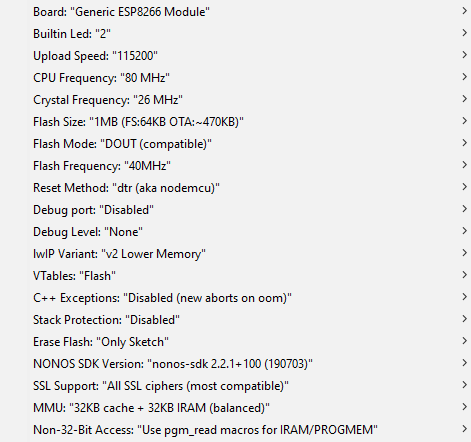 Board: "Generic ESP8266 Module"
Builtin Led: "2"
Upload Speed: "115200"
CPU Frequency: "80 MHz"
Crystal Frequency: "26 MHz"
Flash Size: "1MB (FS:64KB OTA:~470KB)"
Flash Mode: "DOUT (compatible)"
Flash Frequency: "40MHz"
Reset Method: "dtr (aka nodemcu)"
Debug port: "Disabled"
Debug Level: "None"
lwIP Variant: "v2 Lower Memory"
VTables: "Flash"
C++ Exceptions: "Disabled (new aborts on oom)"
Stack Protection: "Disabled"
Erase Flash: "Only Sketch"
NONOS SDK Version: "nonos-sdk 2.2.1+100 (190703)"
SSL Support: "All SSL ciphers (most compatible)"
MMU: "32KB cache + 32KB IRAM (balanced)"
Non-32-Bit Access: "Use pgm_read macros for IRAM/PROGMEM"